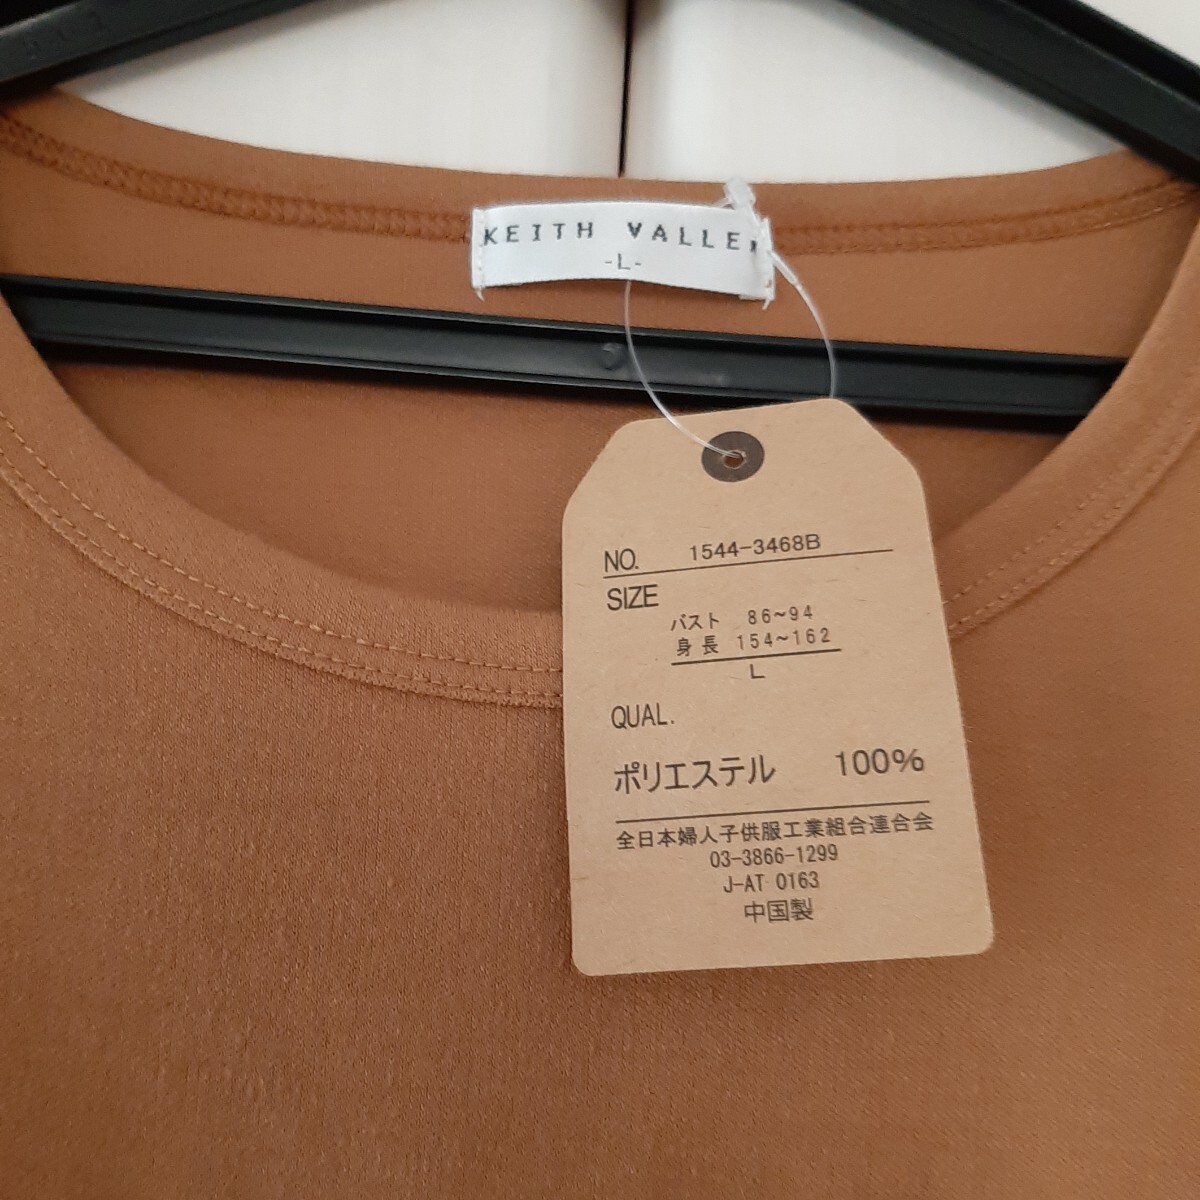 KEITH VALLE
-L-
NO. 1544-3468B
SIZE
バスト 86~94
身長 154~162
L
QUAL.
ポリエステル 100%
全日本婦人子供服工業組合連合会
03-3866-1299
J-AT 0163
中国製